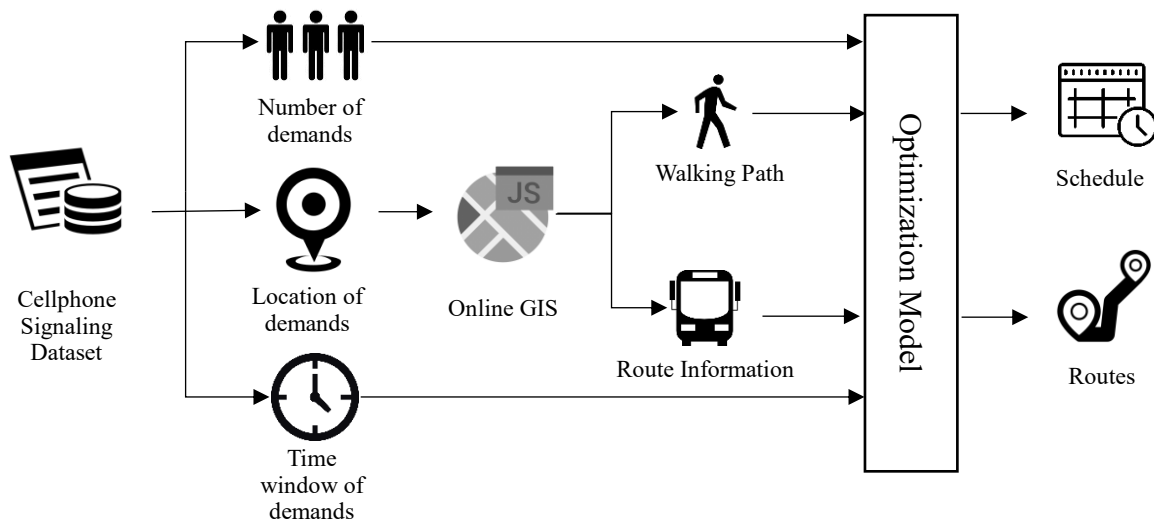 Cellphone
Signaling
Dataset
Number of
demands
Location of
demands
Time
window of
demands
JS
Online GIS
Walking Path
Route Information
Optimization Model
Schedule
Routes